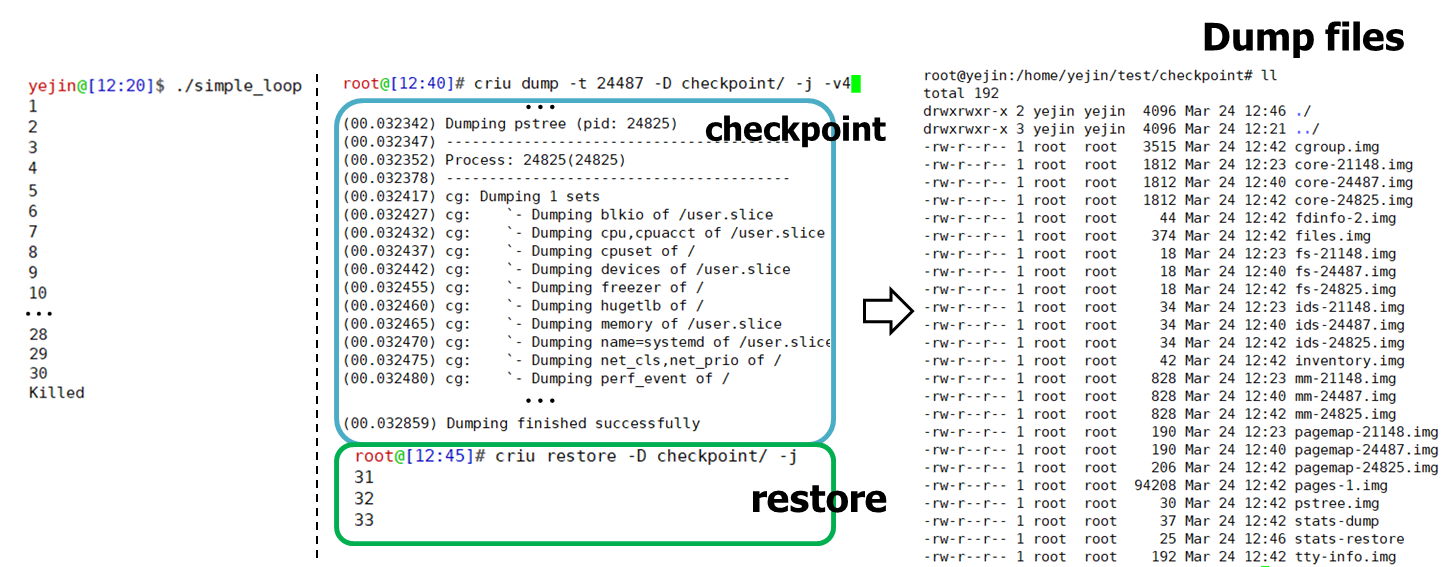 Dump files
yejin@[12:20]$ ./simple_loop
1
2
3
4
5
6
7
8
9
10
•••
28
29
30
Killed
root@[12:40]# criu dump -t 24487 -D checkpoint/ -j -v4
•••
checkpoint
(00.032342) Dumping pstree (pid: 24825)
(00.032347) ----------------------------------------
(00.032352) Process: 24825(24825)
(00.032378) ----------------------------------------
(00.032417) cg: Dumping 1 sets
(00.032427) cg:    `- Dumping blkio of /user.slice
(00.032432) cg:    `- Dumping cpu,cpuacct of /user.slice
(00.032437) cg:    `- Dumping cpuset of /
(00.032442) cg:    `- Dumping devices of /user.slice
(00.032455) cg:    `- Dumping freezer of /
(00.032460) cg:    `- Dumping hugetlb of /
(00.032465) cg:    `- Dumping memory of /user.slice
(00.032470) cg:    `- Dumping name=systemd of /user.slice
(00.032475) cg:    `- Dumping net_cls,net_prio of /
(00.032480) cg:    `- Dumping perf_event of /
•••
(00.032859) Dumping finished successfully
root@[12:45]# criu restore -D checkpoint/ -j
31
32
33
restore
root@yejin:/home/yejin/test/checkpoint# ll
total 192
drwxrwxr-x 2 yejin yejin  4096 Mar 24 12:46 ./
drwxrwxr-x 3 yejin yejin  4096 Mar 24 12:21 ../
-rw-r--r-- 1 root  root   3515 Mar 24 12:42 cgroup.img
-rw-r--r-- 1 root  root   1812 Mar 24 12:23 core-21148.img
-rw-r--r-- 1 root  root   1812 Mar 24 12:40 core-24487.img
-rw-r--r-- 1 root  root   1812 Mar 24 12:42 core-24825.img
-rw-r--r-- 1 root  root     44 Mar 24 12:42 fdinfo-2.img
-rw-r--r-- 1 root  root    374 Mar 24 12:42 files.img
-rw-r--r-- 1 root  root     18 Mar 24 12:23 fs-21148.img
-rw-r--r-- 1 root  root     18 Mar 24 12:40 fs-24487.img
-rw-r--r-- 1 root  root     18 Mar 24 12:42 fs-24825.img
-rw-r--r-- 1 root  root     34 Mar 24 12:23 ids-21148.img
-rw-r--r-- 1 root  root     34 Mar 24 12:40 ids-24487.img
-rw-r--r-- 1 root  root     34 Mar 24 12:42 ids-24825.img
-rw-r--r-- 1 root  root     42 Mar 24 12:42 inventory.img
-rw-r--r-- 1 root  root    828 Mar 24 12:23 mm-21148.img
-rw-r--r-- 1 root  root    828 Mar 24 12:40 mm-24487.img
-rw-r--r-- 1 root  root    828 Mar 24 12:42 mm-24825.img
-rw-r--r-- 1 root  root    190 Mar 24 12:23 pagemap-21148.img
-rw-r--r-- 1 root  root    190 Mar 24 12:40 pagemap-24487.img
-rw-r--r-- 1 root  root    206 Mar 24 12:42 pagemap-24825.img
-rw-r--r-- 1 root  root  94208 Mar 24 12:42 pages-1.img
-rw-r--r-- 1 root  root     30 Mar 24 12:42 pstree.img
-rw-r--r-- 1 root  root     37 Mar 24 12:42 stats-dump
-rw-r--r-- 1 root  root     25 Mar 24 12:46 stats-restore
-rw-r--r-- 1 root  root    192 Mar 24 12:42 tty-info.img